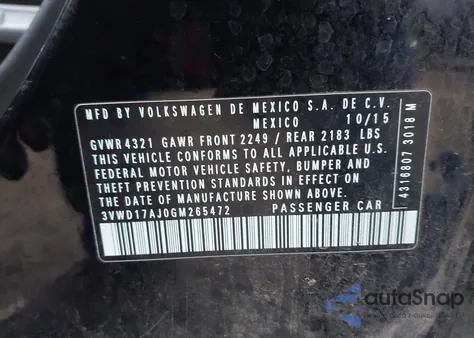 MFD BY VOLKSWAGEN DE MEXICO S.A. DE C.V.
MEXICO 10/15
GVWR 4321 GAWR FRONT 2249 / REAR 2183 LBS
THIS VEHICLE CONFORMS TO ALL APPLICABLE U.S.
FEDERAL MOTOR VEHICLE SAFETY, BUMPER AND
THEFT PREVENTION STANDARDS IN EFFECT ON
THE DATE OF MANUFACTURE SHOWN ABOVE.
3VWD17AJ0GM265472 PASSENGER CAR
4316807 3018 M
autoSnap